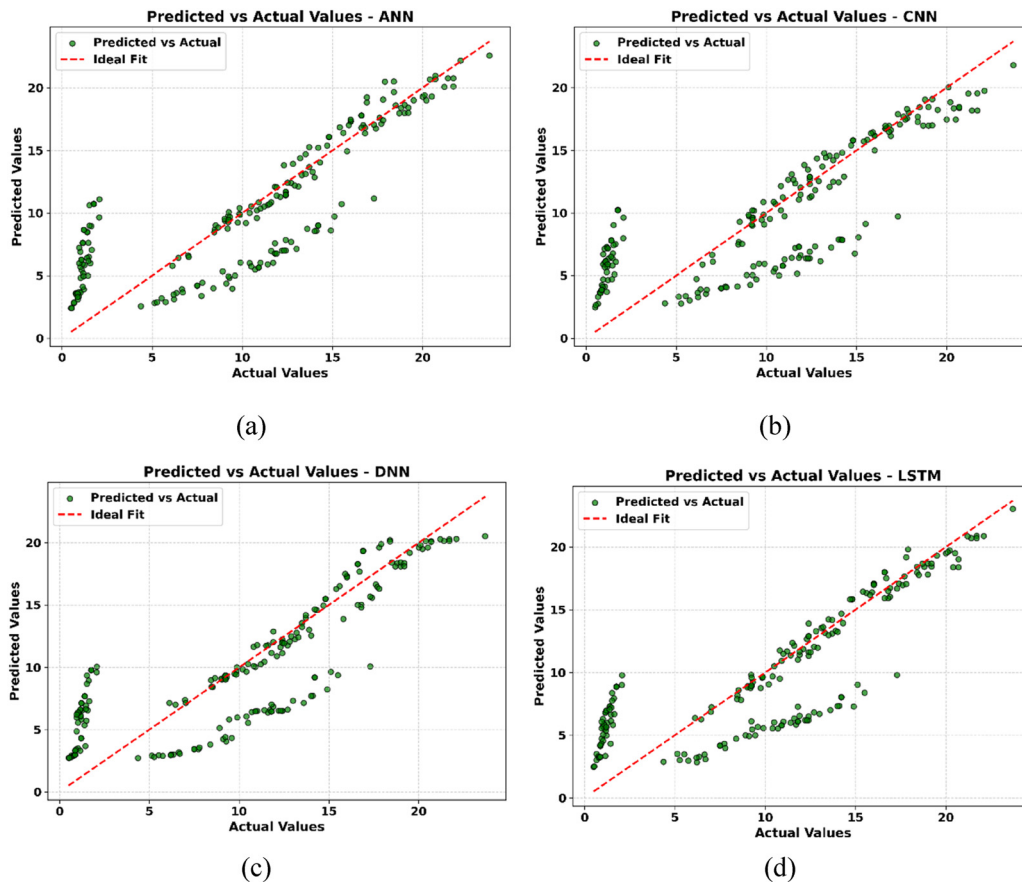 Predicted vs Actual Values - ANN
Predicted vs Actual
Ideal Fit
Predicted Values
20
15
10
5
0
0 5 10 15 20
Actual Values
(a)
Predicted vs Actual Values - CNN
Predicted vs Actual
Ideal Fit
Predicted Values
20
15
10
5
0
0 5 10 15 20
Actual Values
(b)
Predicted vs Actual Values - DNN
Predicted vs Actual
Ideal Fit
Predicted Values
20
15
10
5
0
0 5 10 15 20
Actual Values
(c)
Predicted vs Actual Values - LSTM
Predicted vs Actual
Ideal Fit
Predicted Values
20
15
10
5
0
0 5 10 15 20
Actual Values
(d)